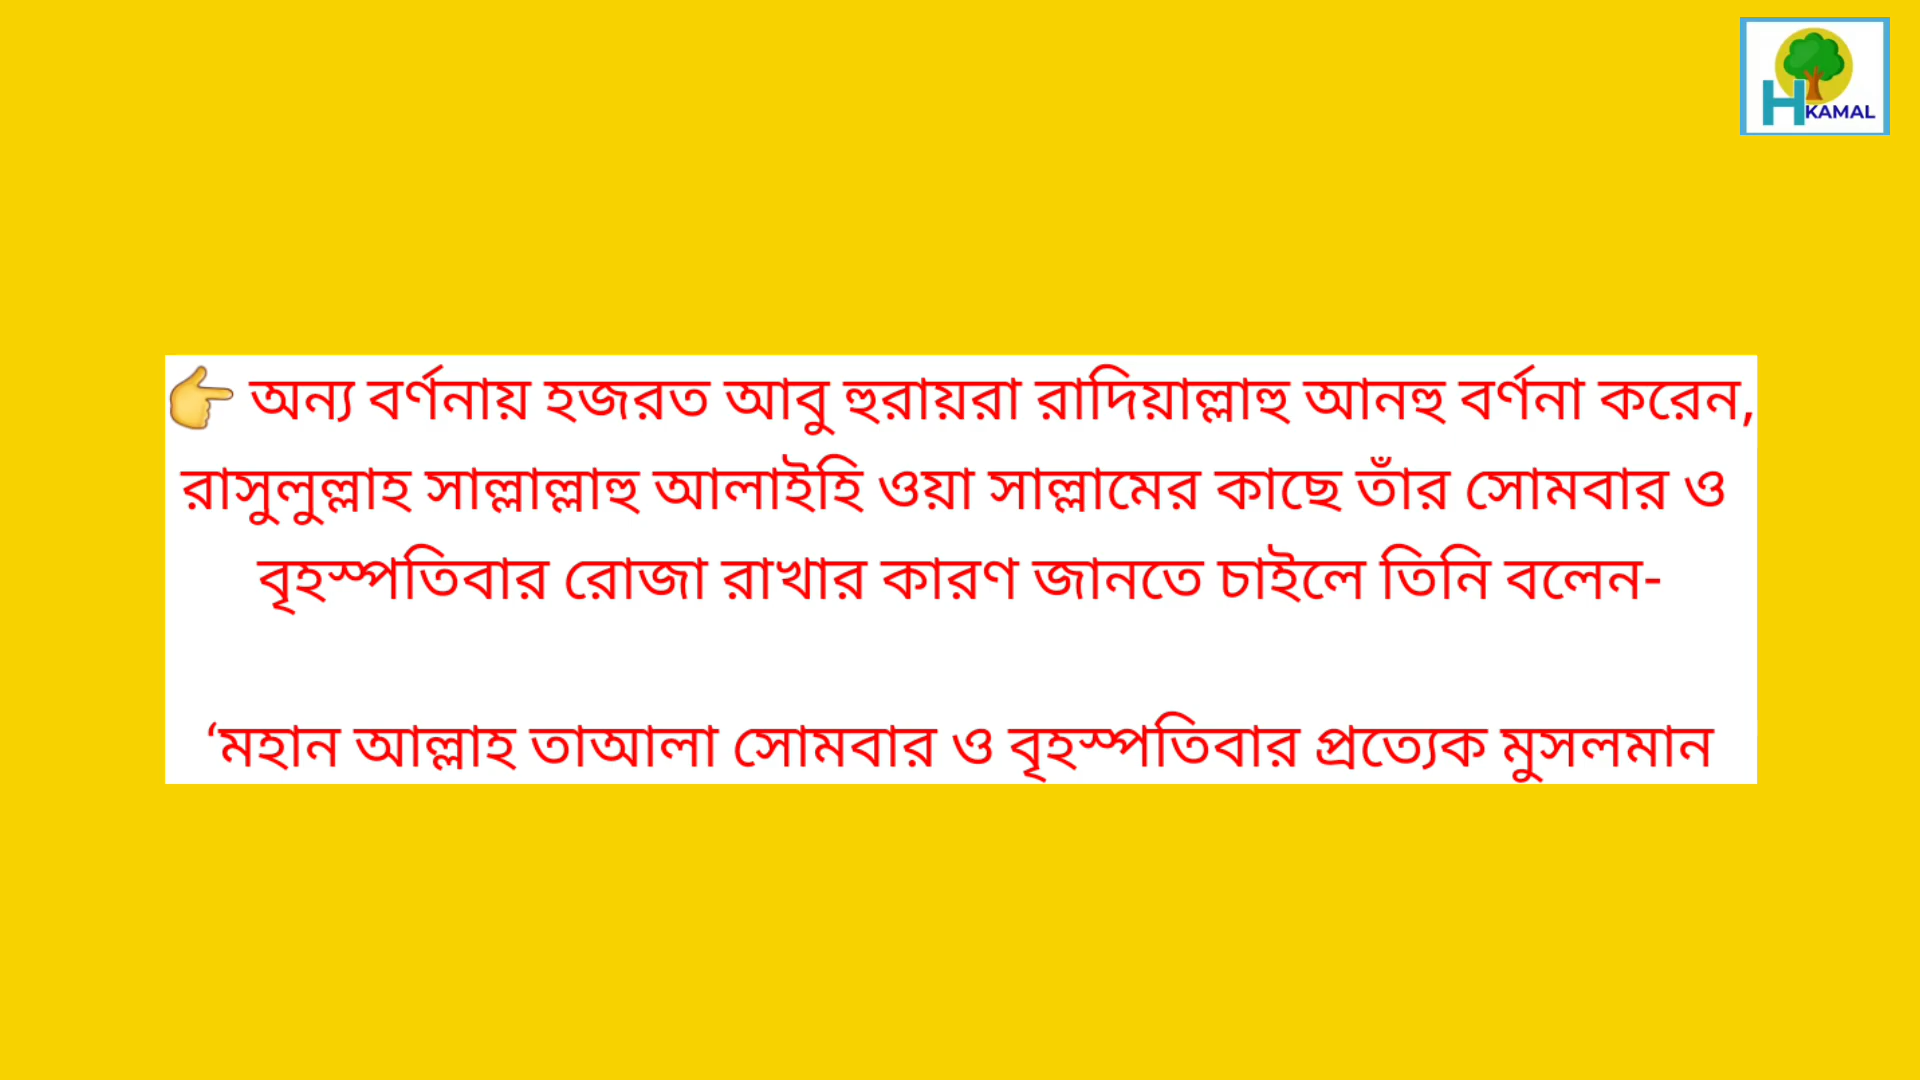 H KAMAL
👉 অন্য বর্ণনায় হজরত আবু হুরায়রা রাদিয়াল্লাহু আনহু বর্ণনা করেন,
রাসুলুল্লাহ সাল্লাল্লাহু আলাইহি ওয়া সাল্লামের কাছে তাঁর সোমবার ও
বৃহস্পতিবার রোজা রাখার কারণ জানতে চাইলে তিনি বলেন-
‘মহান আল্লাহ তাআলা সোমবার ও বৃহস্পতিবার প্রত্যেক মুসলমান